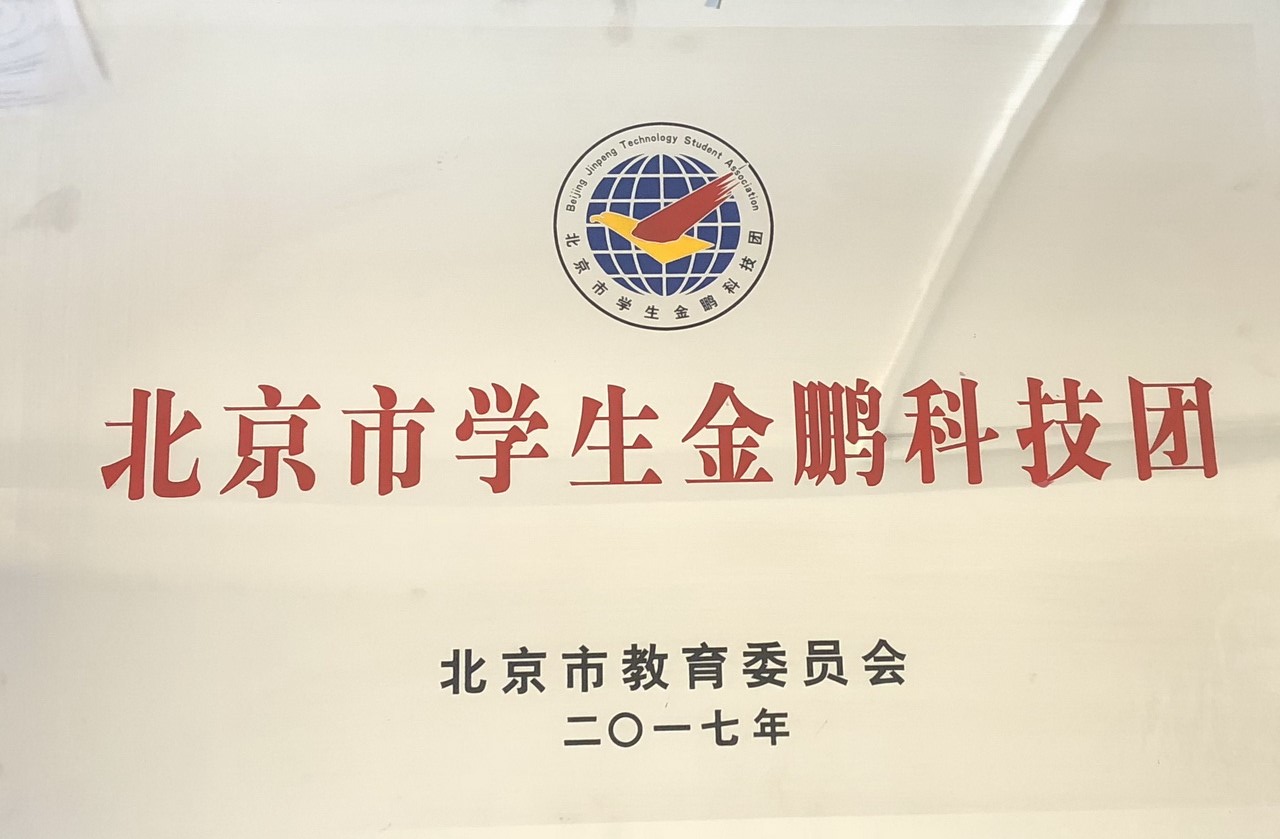 Beijing Jinpeng Technology Student Association
北京市学生金鹏科技团
北京市学生金鹏科技团
北京市教育委员会
二〇一七年